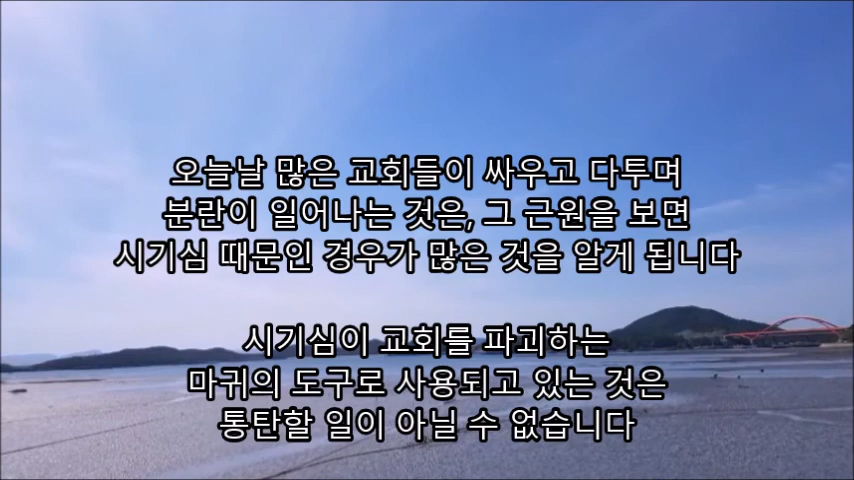 오늘날 많은 교회들이 싸우고 다투며
분란이 일어나는 것은, 그 근원을 보면
시기심 때문인 경우가 많은 것을 알게 됩니다
시기심이 교회를 파괴하는
마귀의 도구로 사용되고 있는 것은
통탄할 일이 아닐 수 없습니다